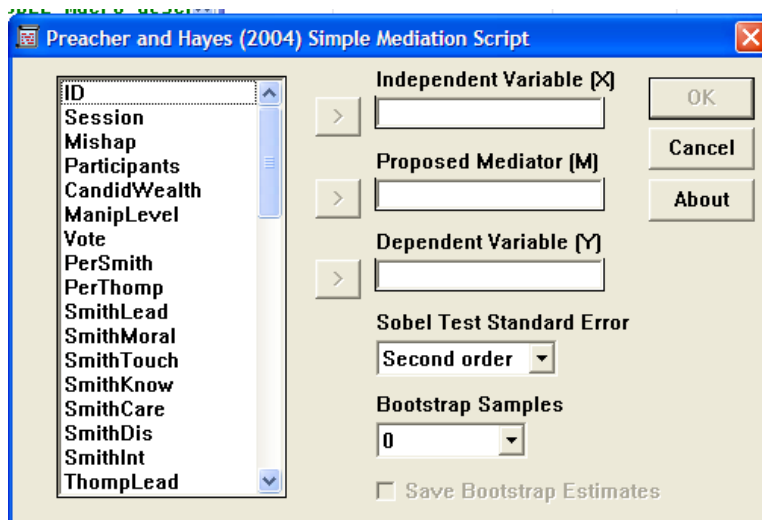 Preacher and Hayes (2004) Simple Mediation Script
ID
Session
Mishap
Participants
CandidWealth
ManipLevel
Vote
PerSmith
PerThomp
SmithLead
SmithMoral
SmithTouch
SmithKnow
SmithCare
SmithDis
SmithInt
ThompLead
Independent Variable (X)
>
Proposed Mediator (M)
>
Dependent Variable (Y)
>
Sobel Test Standard Error
Second order
Bootstrap Samples
0
Save Bootstrap Estimates
OK
Cancel
About